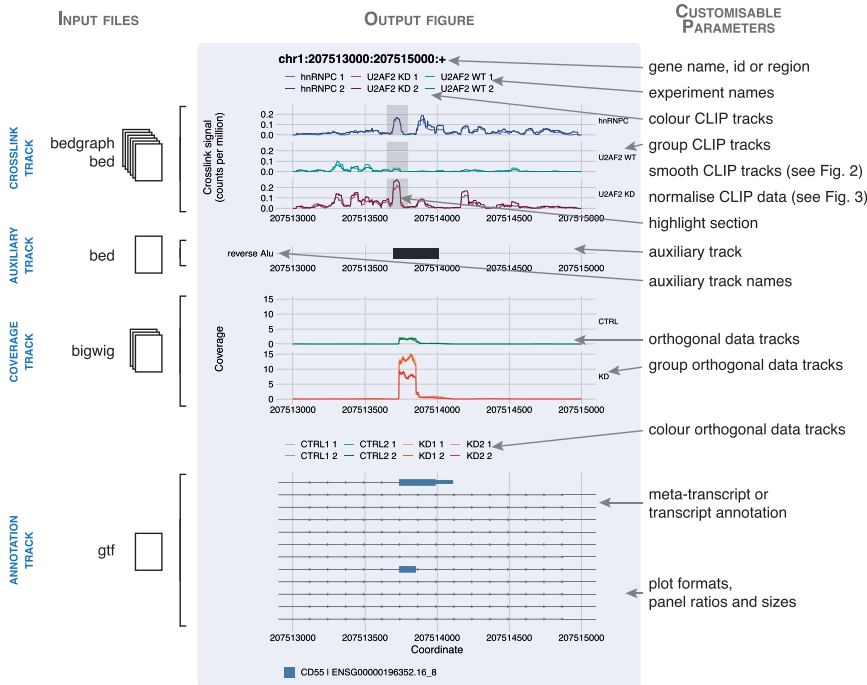 INPUT FILES
OUTPUT FIGURE
CUSTOMISABLE
PARAMETERS
chr1:207513000:207515000:+
gene name, id or region
hnRNPC 1 U2AF2 KD 1 U2AF2 WT 1
hnRNPC 2 U2AF2 KD 2 U2AF2 WT 2
experiment names
colour CLIP tracks
group CLIP tracks
smooth CLIP tracks (see Fig. 2)
normalise CLIP data (see Fig. 3)
highlight section
CROSSLINK
TRACK
bedgraph
bed
Crosslink signal
(counts per million)
0.2
0.1
0.0
hnRNPC
0.2
0.1
0.0
U2AF2 WT
0.2
0.1
0.0
U2AF2 KD
207513000 207513500 207514000 207514500 207515000
AUXILIARY
TRACK
bed
reverse Alu
auxiliary track
207513000 207513500 207514000 207514500 207515000
auxiliary track names
COVERAGE
TRACK
bigwig
Coverage
15
10
5
0
CTRL
orthogonal data tracks
15
10
5
0
KD
group orthogonal data tracks
207513000 207513500 207514000 207514500 207515000
colour orthogonal data tracks
CTRL1 1 CTRL2 1 KD1 1 KD2 1
CTRL1 2 CTRL2 2 KD1 2 KD2 2
ANNOTATION
TRACK
gtf
meta-transcript or
transcript annotation
plot formats,
panel ratios and sizes
207513000 207513500 207514000 207514500 207515000
Coordinate
CD55 | ENSG00000196352.16_8